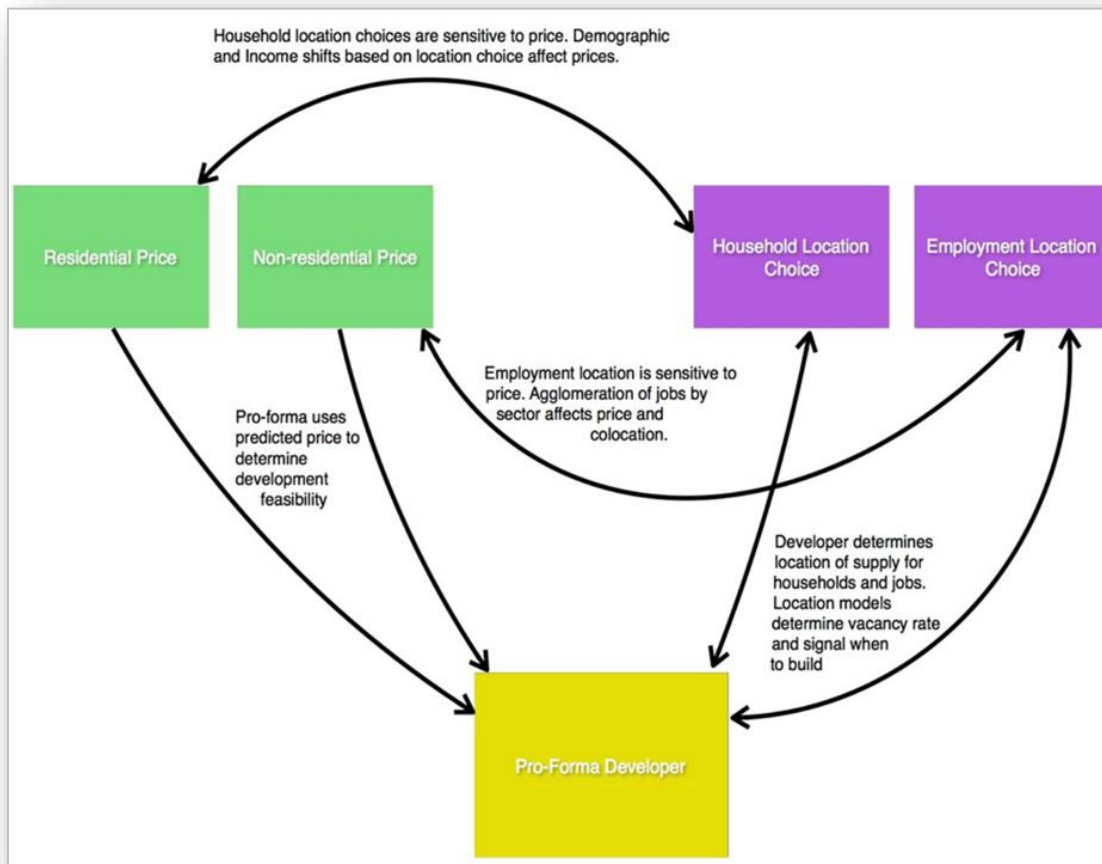 Household location choices are sensitive to price. Demographic
and Income shifts based on location choice affect prices.
Residential Price
Non-residential Price
Household Location
Choice
Employment Location
Choice
Employment location is sensitive to
price. Agglomeration of jobs by
sector affects price and
colocation.
Pro-forma uses
predicted price to
determine
development
feasibility
Developer determines
location of supply for
households and jobs.
Location models
determine vacancy rate
and signal when
to build
Pro-Forma Developer